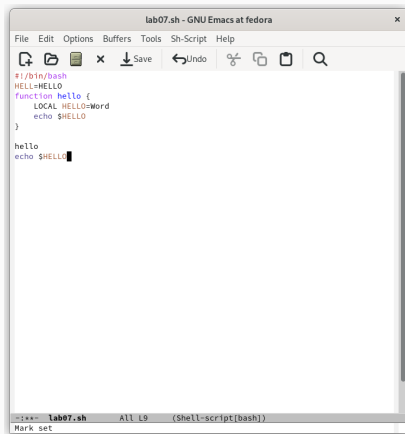 lab07.sh - GNU Emacs at fedora
File Edit Options Buffers Tools Sh-Script Help
Save Undo
#!/bin/bash
HELL=HELLO
function hello {
    LOCAL HELLO=Word
    echo $HELLO
}
hello
echo $HELLO
-:**- lab07.sh All L9 (Shell-script[bash])
Mark set